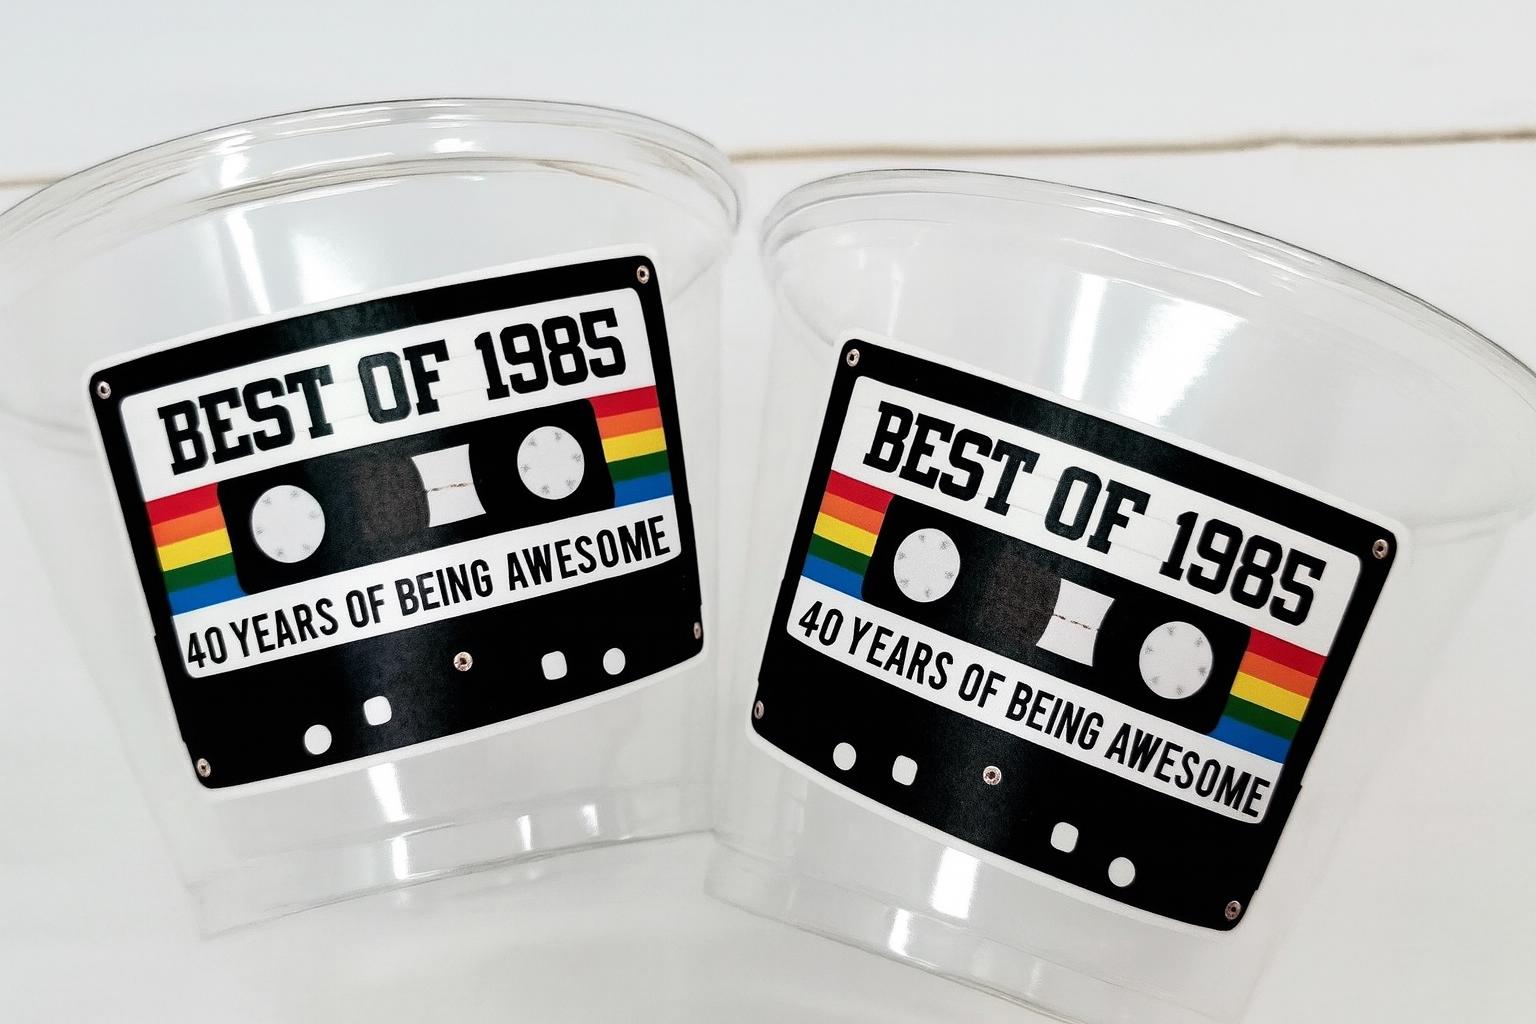 BEST OF 1985
40 YEARS OF BEING AWESOME
BEST OF 1985
40 YEARS OF BEING AWESOME